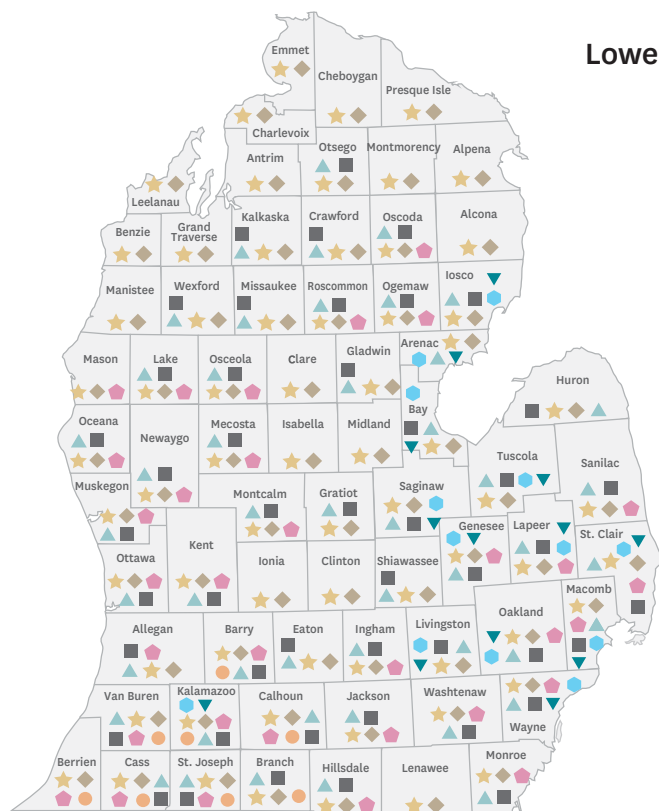 Lowe
Emmet
Cheboygan
Presque Isle
Charlevoix
Antrim
Otsego
Montmorency
Alpena
Leelanau
Benzie
Grand
Traverse
Kalkaska
Crawford
Oscoda
Alcona
Manistee
Wexford
Missaukee
Roscommon
Ogemaw
Iosco
Mason
Lake
Osceola
Clare
Gladwin
Arenac
Huron
Oceana
Newaygo
Mecosta
Isabella
Midland
Bay
Tuscola
Sanilac
Muskegon
Montcalm
Gratiot
Saginaw
Genesee
Lapeer
St. Clair
Ottawa
Kent
Ionia
Clinton
Shiawassee
Oakland
Macomb
Allegan
Barry
Eaton
Ingham
Livingston
Van Buren
Kalamazoo
Calhoun
Jackson
Washtenaw
Wayne
Berrien
Cass
St. Joseph
Branch
Hillsdale
Lenawee
Monroe